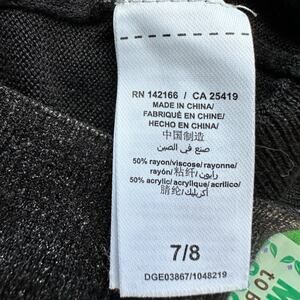 RN 142166 / CA 25419
MADE IN CHINA/
FABRIQUÉ EN CHINE/
HECHO EN CHINA/
中国制造
صنع في الصين
50% rayon/viscose/rayonne/
rayón/粘纤/رايون
50% acrylic/acrylique/acrílico/
腈纶/أكريليك
7/8
DGE03867/1048219